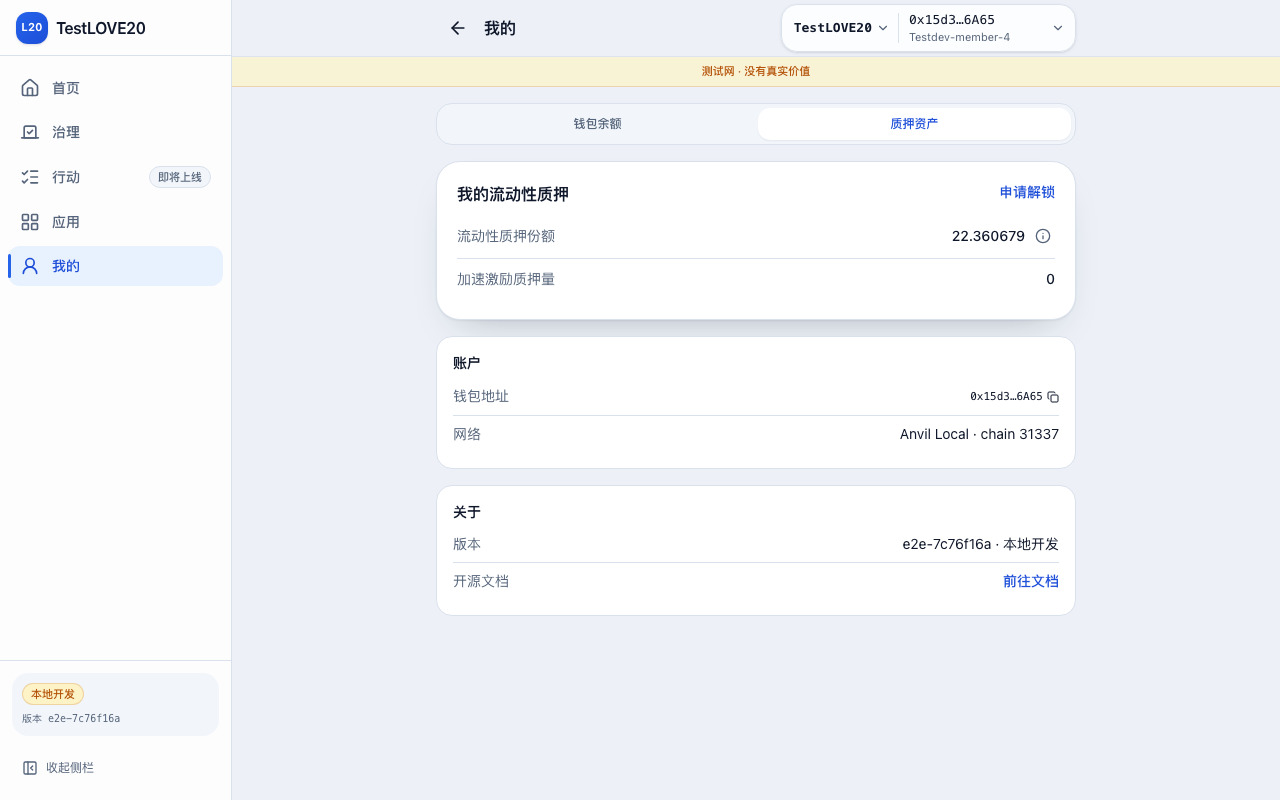 L20 TestLOVE20
首页
治理
行动 即将上线
应用
我的
本地开发
版本 e2e-7c76f16a
收起侧栏
我的
TestLOVE20
0x15d3…6A65
Testdev-member-4
测试网 · 没有真实价值
钱包余额 质押资产
我的流动性质押 申请解锁
流动性质押份额 22.360679
加速激励质押量 0
账户
钱包地址 0x15d3…6A65
网络 Anvil Local · chain 31337
关于
版本 e2e-7c76f16a · 本地开发
开源文档 前往文档